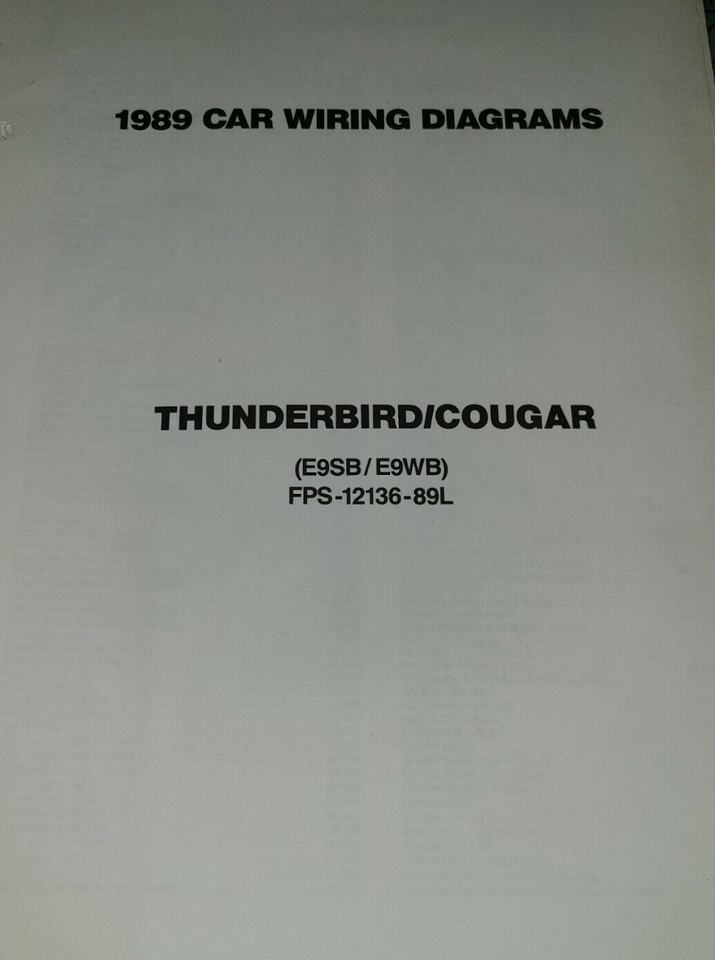 1989 CAR WIRING DIAGRAMS
THUNDERBIRD/COUGAR
(E9SB/E9WB)
FPS-12136-89L